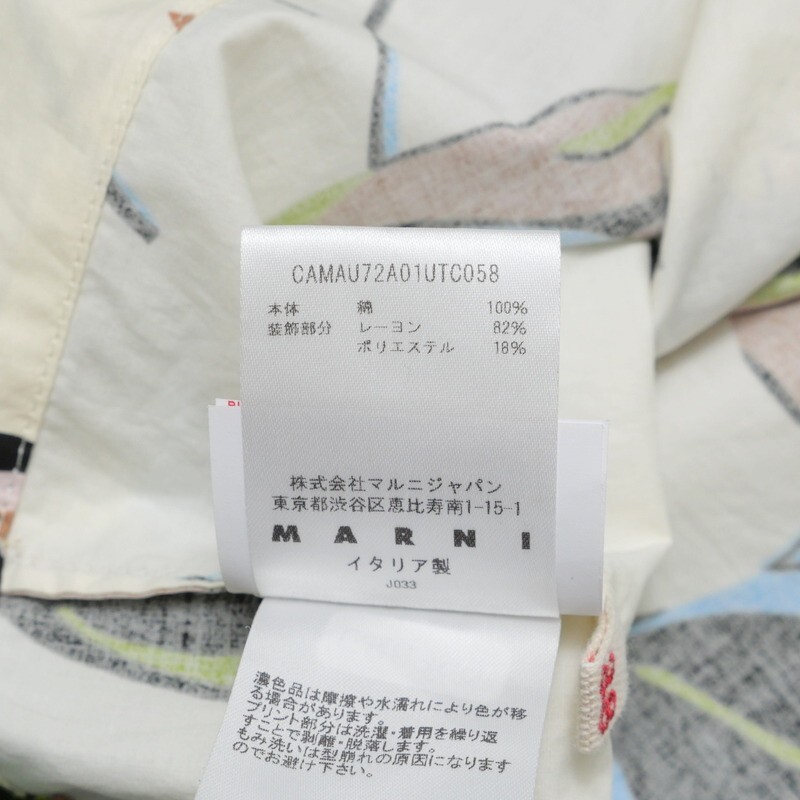 CAMAU72A01UTC058
本体 綿 100%
装飾部分 レーヨン 82%
ポリエステル 18%
株式会社マルニジャパン
東京都渋谷区恵比寿南1-15-1
MARNI
イタリア製
J033
濃色品は摩擦や水濡れにより色が移
る場合があります。
プリント部分は洗濯・着用を繰り返
すことで剥離・脱落します。
もみ洗いは型崩れの原因になります
のでお避け下さい。